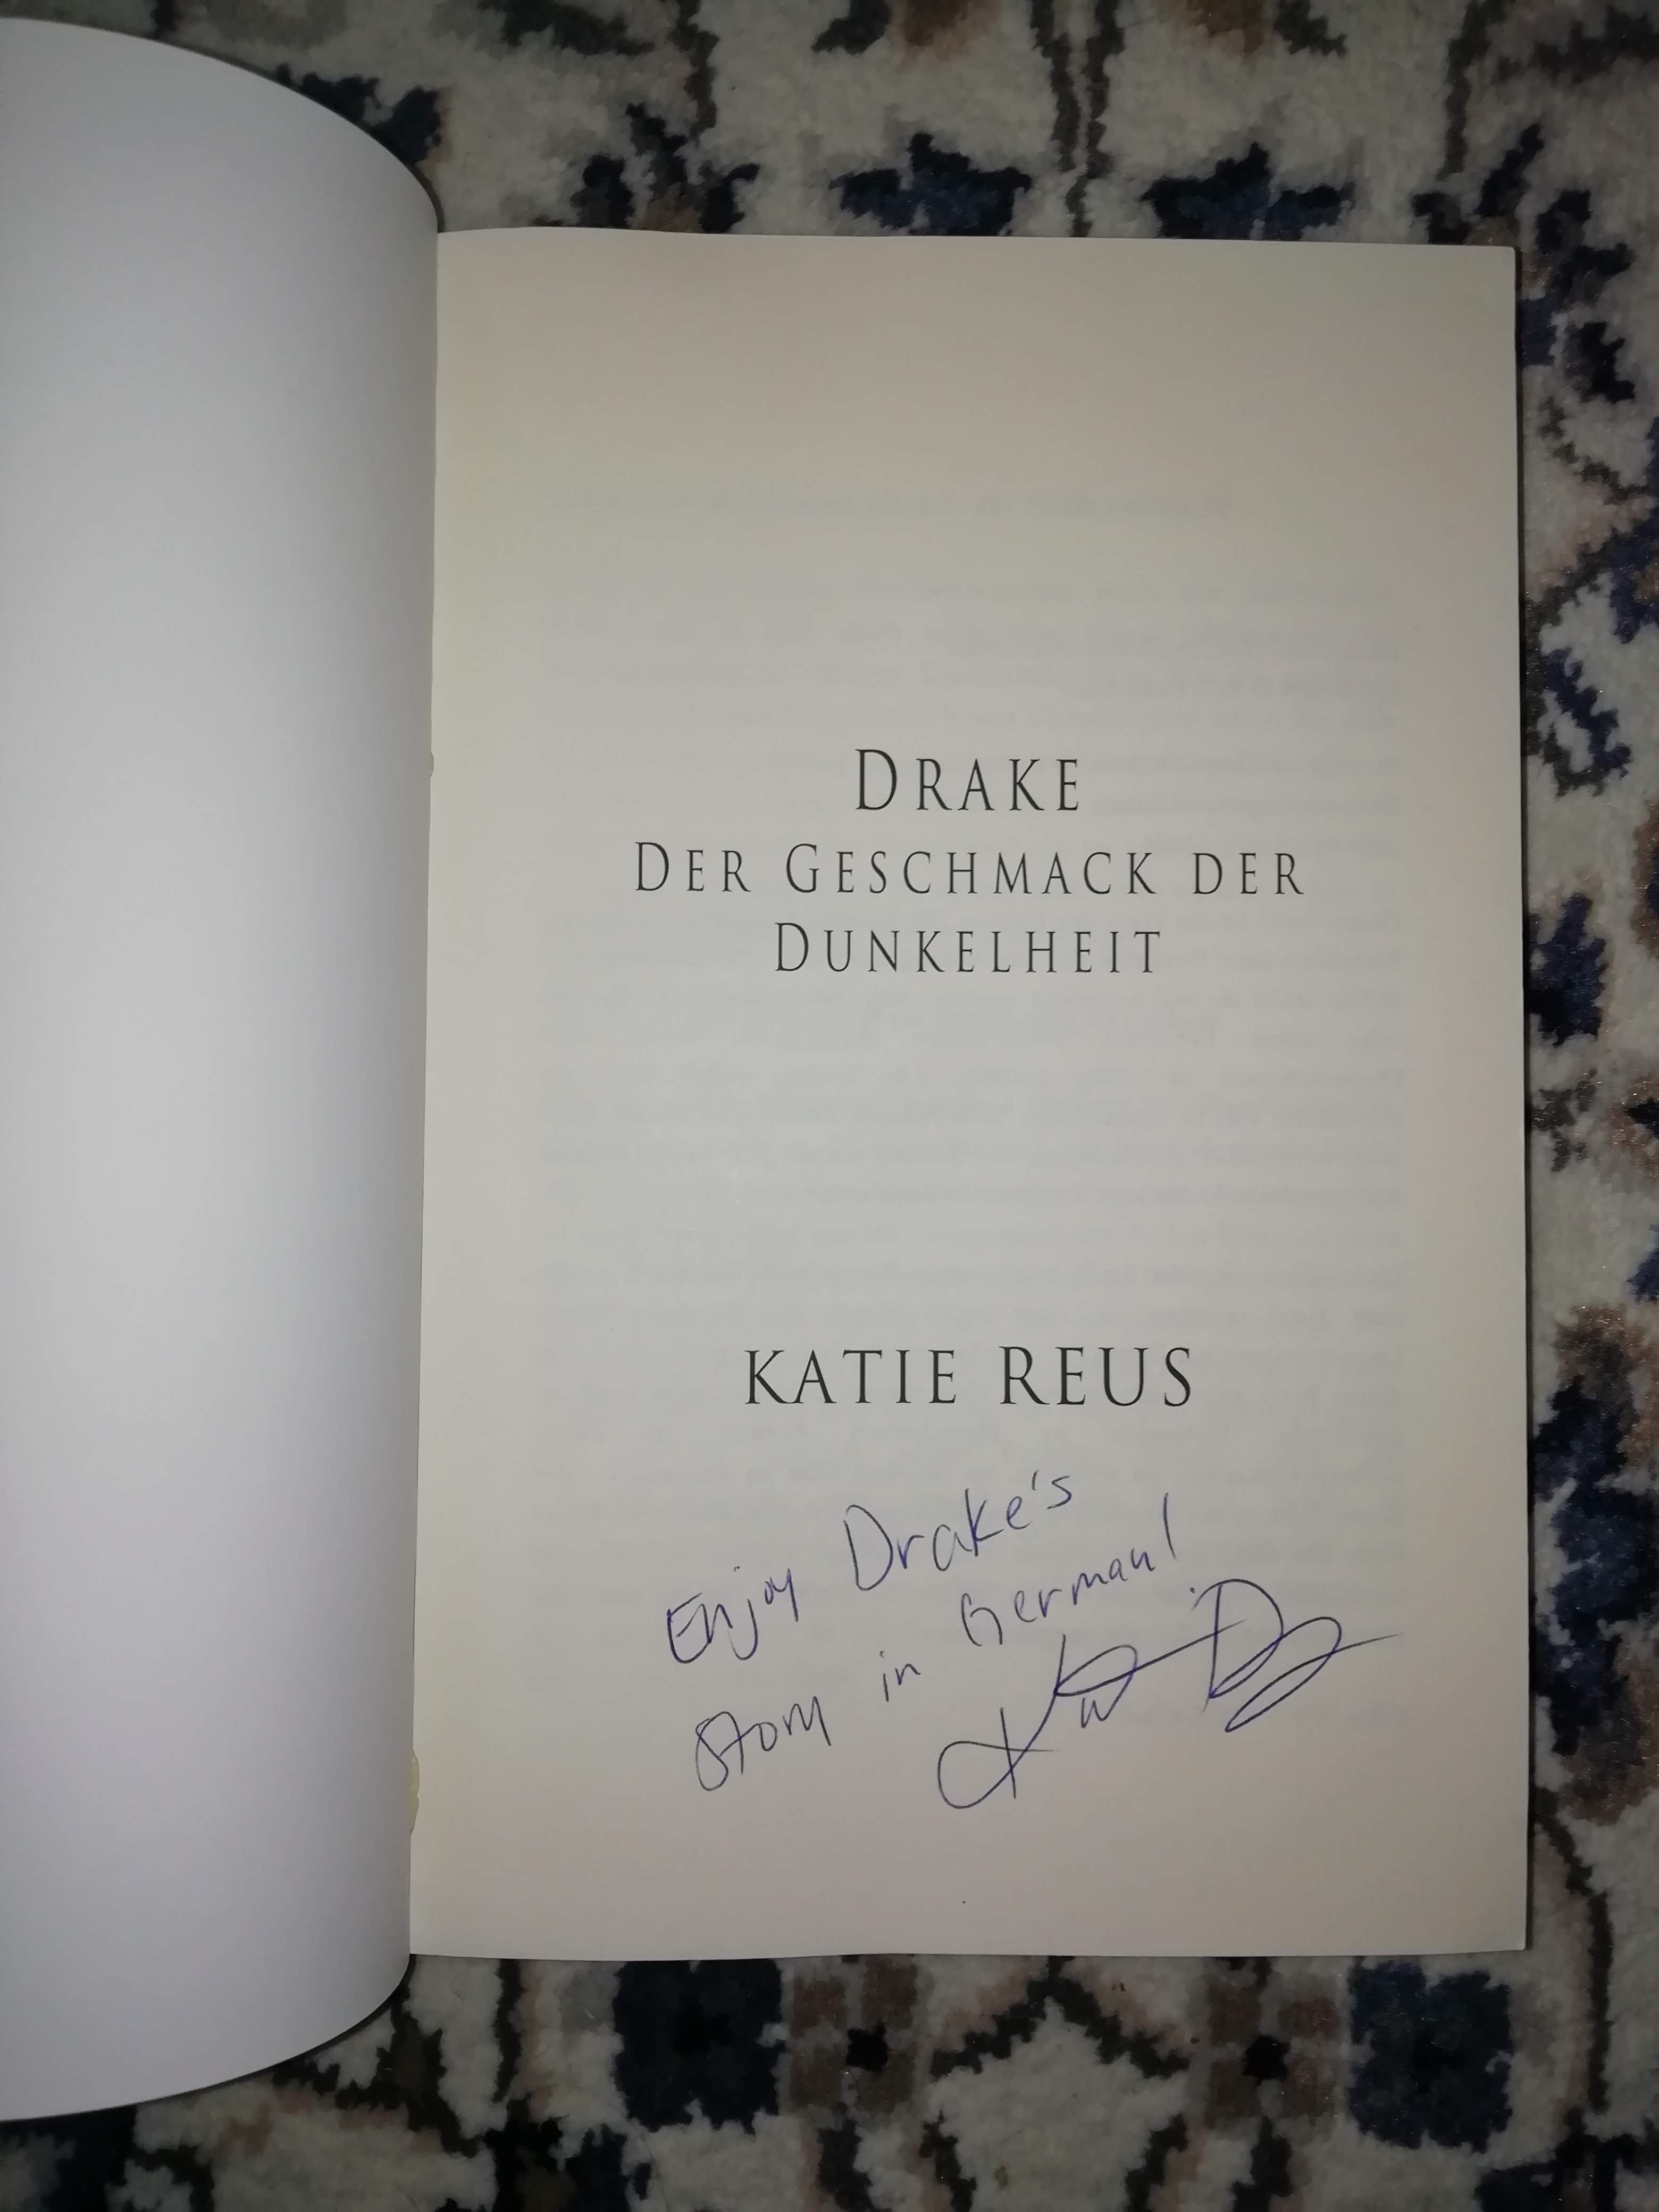 DRAKE
DER GESCHMACK DER
DUNKELHEIT
KATIE REUS
Enjoy Drake's
story in German!